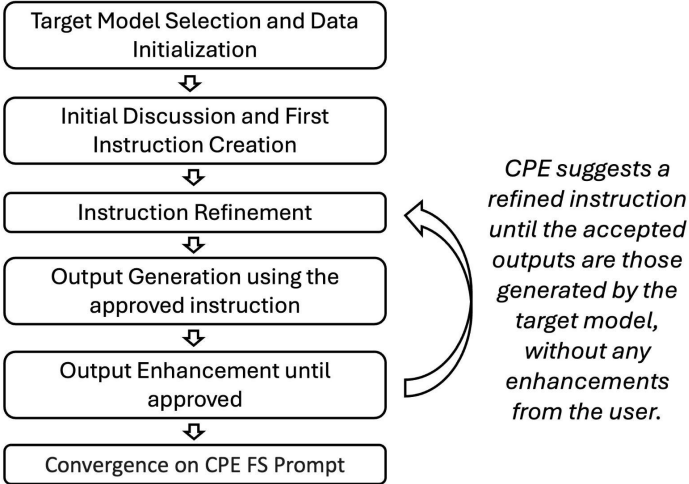 Target Model Selection and Data
Initialization
Initial Discussion and First
Instruction Creation
Instruction Refinement
Output Generation using the
approved instruction
Output Enhancement until
approved
Convergence on CPE FS Prompt
CPE suggests a
refined instruction
until the accepted
outputs are those
generated by the
target model,
without any
enhancements
from the user.